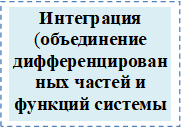 Интеграция
(объединение
дифференцирован
ных частей и
функций системы